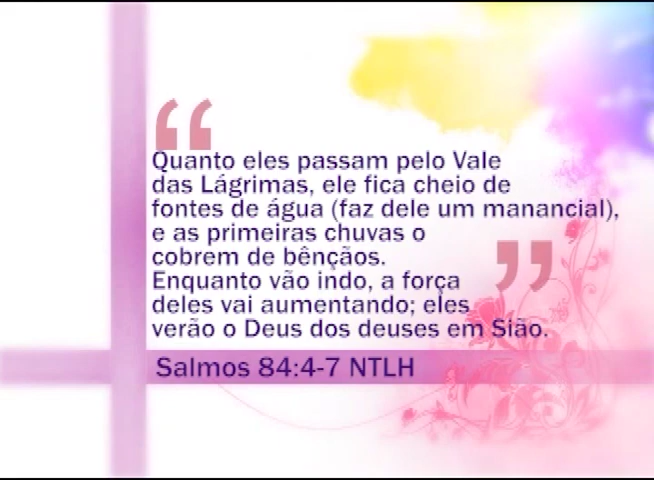 “
Quanto eles passam pelo Vale
das Lágrimas, ele fica cheio de
fontes de água (faz dele um manancial),
e as primeiras chuvas o
cobrem de bênçãos.
Enquanto vão indo, a força
deles vai aumentando; eles
verão o Deus dos deuses em Sião.
”
Salmos 84:4-7 NTLH